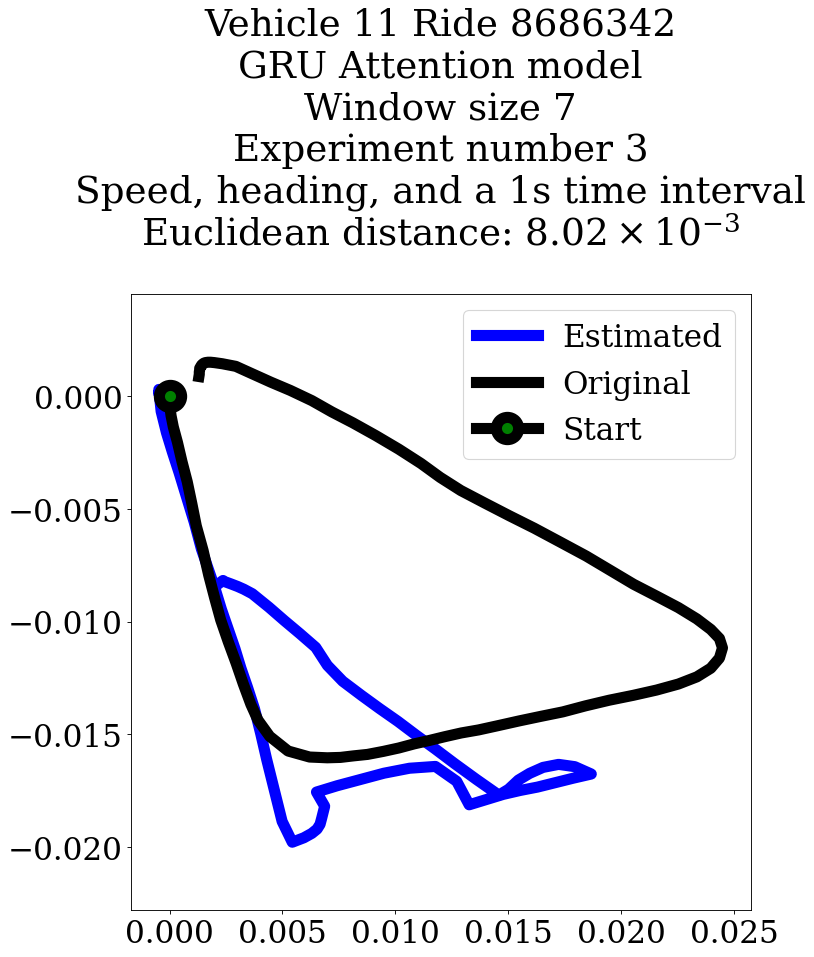 Vehicle 11 Ride 8686342
GRU Attention model
Window size 7
Experiment number 3
Speed, heading, and a 1s time interval
Euclidean distance: 8.02 × 10⁻³
Estimated
Original
Start
0.000
−0.005
−0.010
−0.015
−0.020
0.000 0.005 0.010 0.015 0.020 0.025